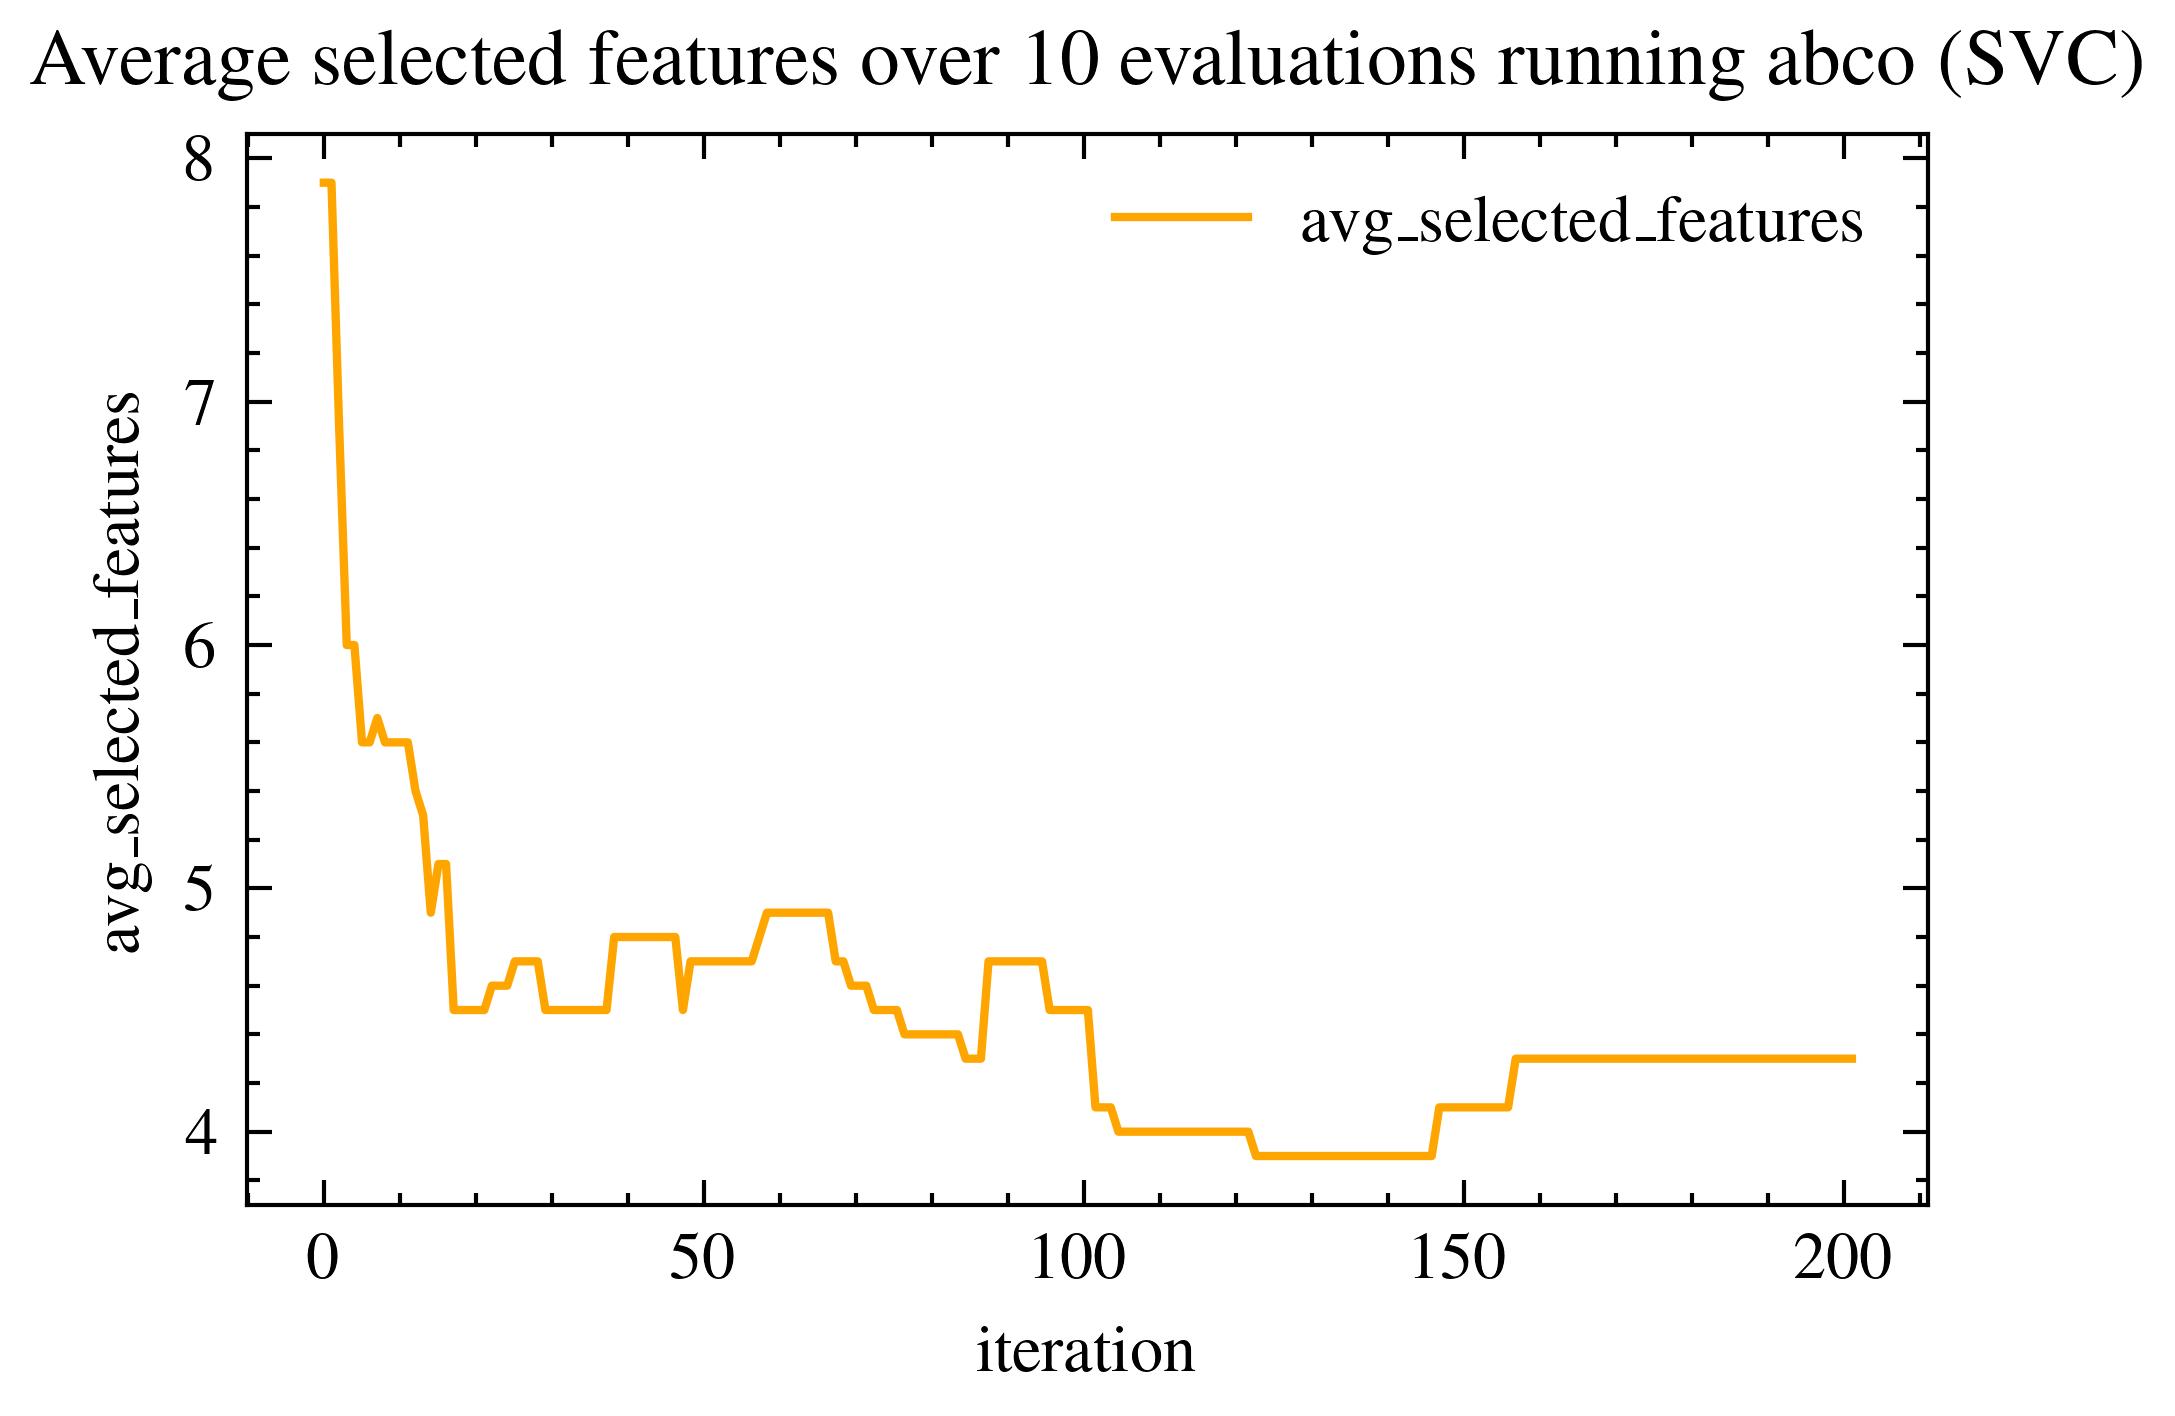 Average selected features over 10 evaluations running abco (SVC)
avg_selected_features
8
7
6
5
4
avg_selected_features
0 50 100 150 200
iteration